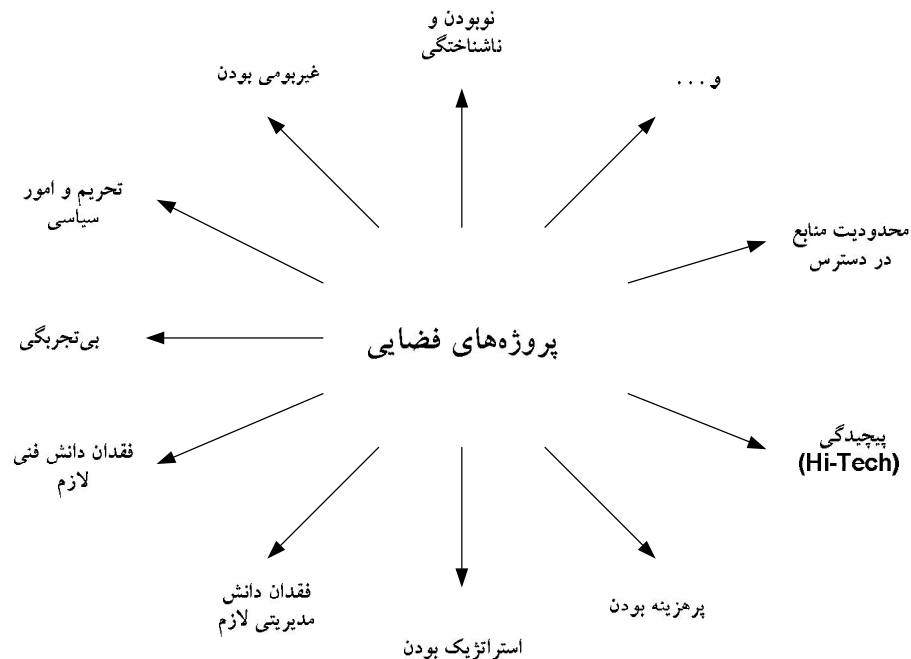 نوبودن و
ناشناختگی
و...
محدودیت منابع
در دسترس
پیچیدگی
(Hi-Tech)
پرهزینه بودن
استراتژیک بودن
فقدان دانش
مدیریتی لازم
فقدان دانش فنی
لازم
بی‌تجربگی
تحریم و امور
سیاسی
غیربومی بودن
پروژه‌های فضایی